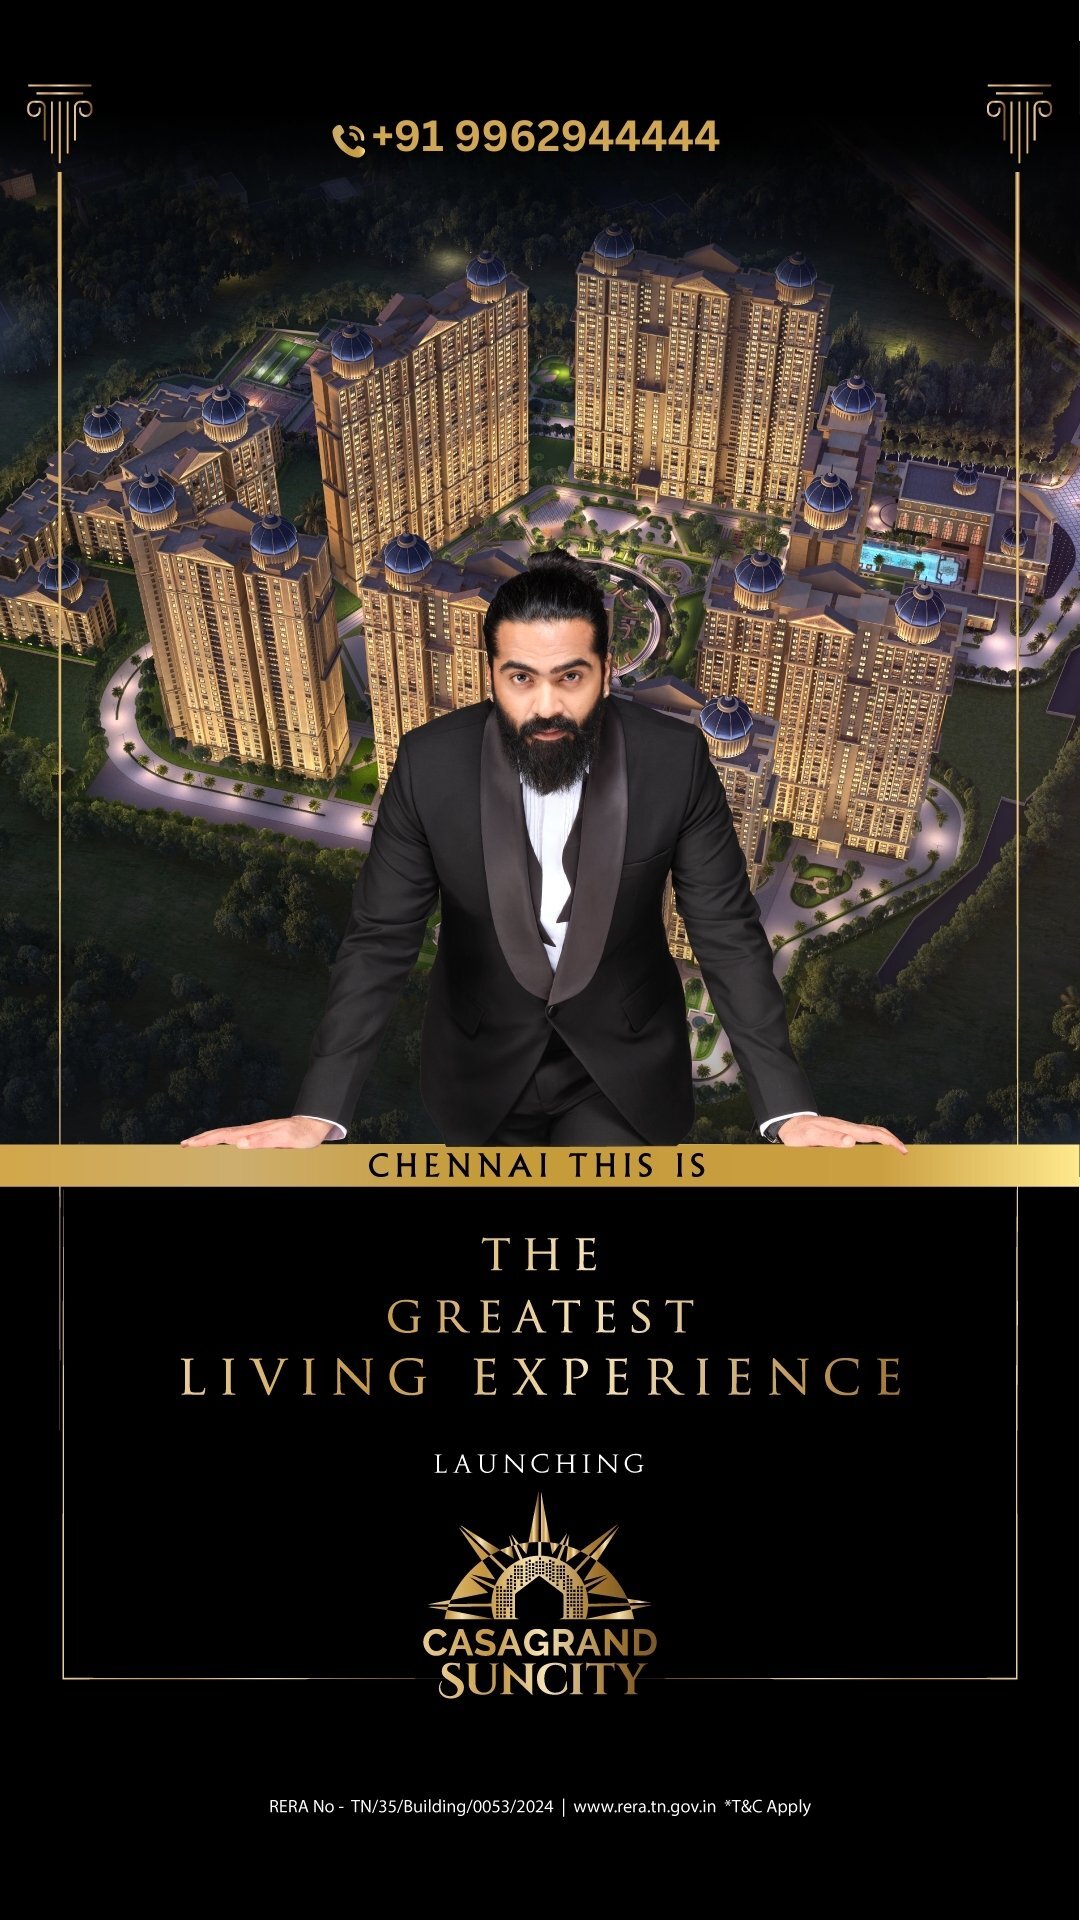 +91 9962944444
CHENNAI THIS IS
THE
GREATEST
LIVING EXPERIENCE
LAUNCHING
CASAGRAND
SUNCITY
RERA No - TN/35/Building/0053/2024 | www.rera.tn.gov.in *T&C Apply